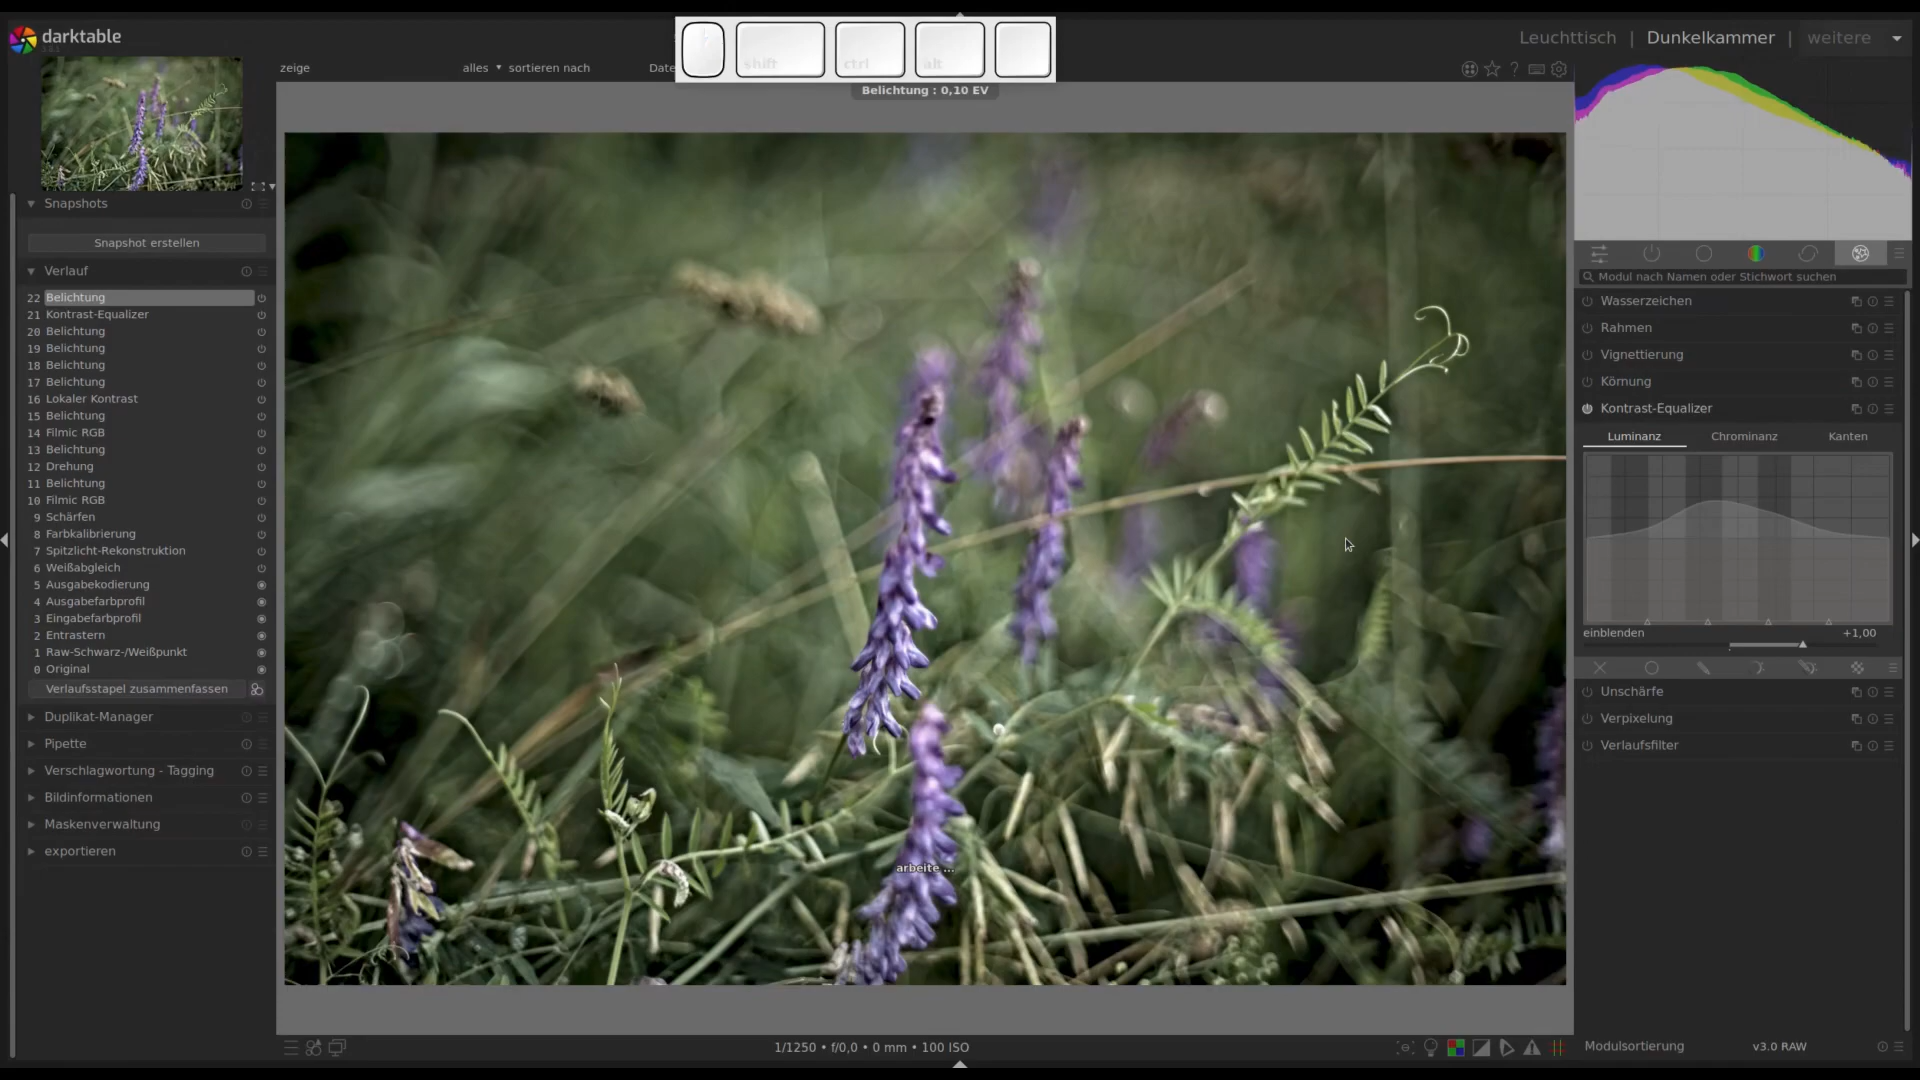 darktable
shift
ctrl
alt
Leuchttisch | Dunkelkammer | weitere
zeige
alles
sortieren nach
Date
Belichtung : 0,10 EV
Snapshots
Snapshot erstellen
Verlauf
22 Belichtung
21 Kontrast-Equalizer
20 Belichtung
19 Belichtung
18 Belichtung
17 Belichtung
16 Lokaler Kontrast
15 Belichtung
14 Filmic RGB
13 Belichtung
12 Drehung
11 Belichtung
10 Filmic RGB
9 Schärfen
8 Farbkalibrierung
7 Spitzlicht-Rekonstruktion
6 Weißabgleich
5 Ausgabekodierung
4 Ausgabefarbprofil
3 Eingabefarbprofil
2 Entrastern
1 Raw-Schwarz-/Weißpunkt
0 Original
Verlaufsstapel zusammenfassen
Duplikat-Manager
Pipette
Verschlagwortung - Tagging
Bildinformationen
Maskenverwaltung
exportieren
arbeite ...
1/1250 • f/0,0 • 0 mm • 100 ISO
Modul nach Namen oder Stichwort suchen
Wasserzeichen
Rahmen
Vignettierung
Körnung
Kontrast-Equalizer
Luminanz
Chrominanz
Kanten
einblenden
+1,00
Unschärfe
Verpixelung
Verlaufsfilter
Modulsortierung
v3.0 RAW